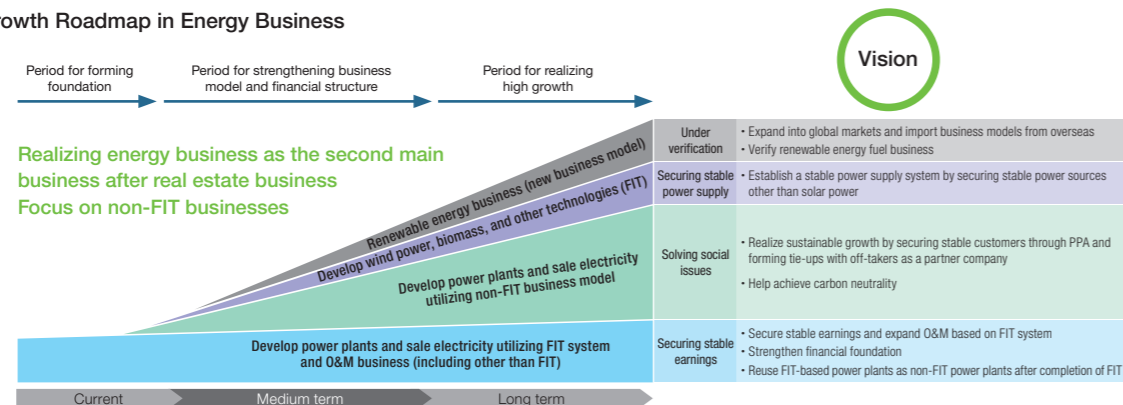 rowth Roadmap in Energy Business
Vision
Period for forming
foundation
Period for strengthening business
model and financial structure
Period for realizing
high growth
Realizing energy business as the second main
business after real estate business
Focus on non-FIT businesses
Renewable energy business (new business model)
Develop wind power, biomass, and other technologies (FIT)
Develop power plants and sale electricity
utilizing non-FIT business model
Develop power plants and sale electricity utilizing FIT system
and O&M business (including other than FIT)
Under
verification
• Expand into global markets and import business models from overseas
• Verify renewable energy fuel business
Securing stable
power supply
• Establish a stable power supply system by securing stable power sources
other than solar power
Solving social
issues
• Realize sustainable growth by securing stable customers through PPA and
forming tie-ups with off-takers as a partner company
• Help achieve carbon neutrality
Securing stable
earnings
• Secure stable earnings and expand O&M based on FIT system
• Strengthen financial foundation
• Reuse FIT-based power plants as non-FIT power plants after completion of FIT
Current
Medium term
Long term